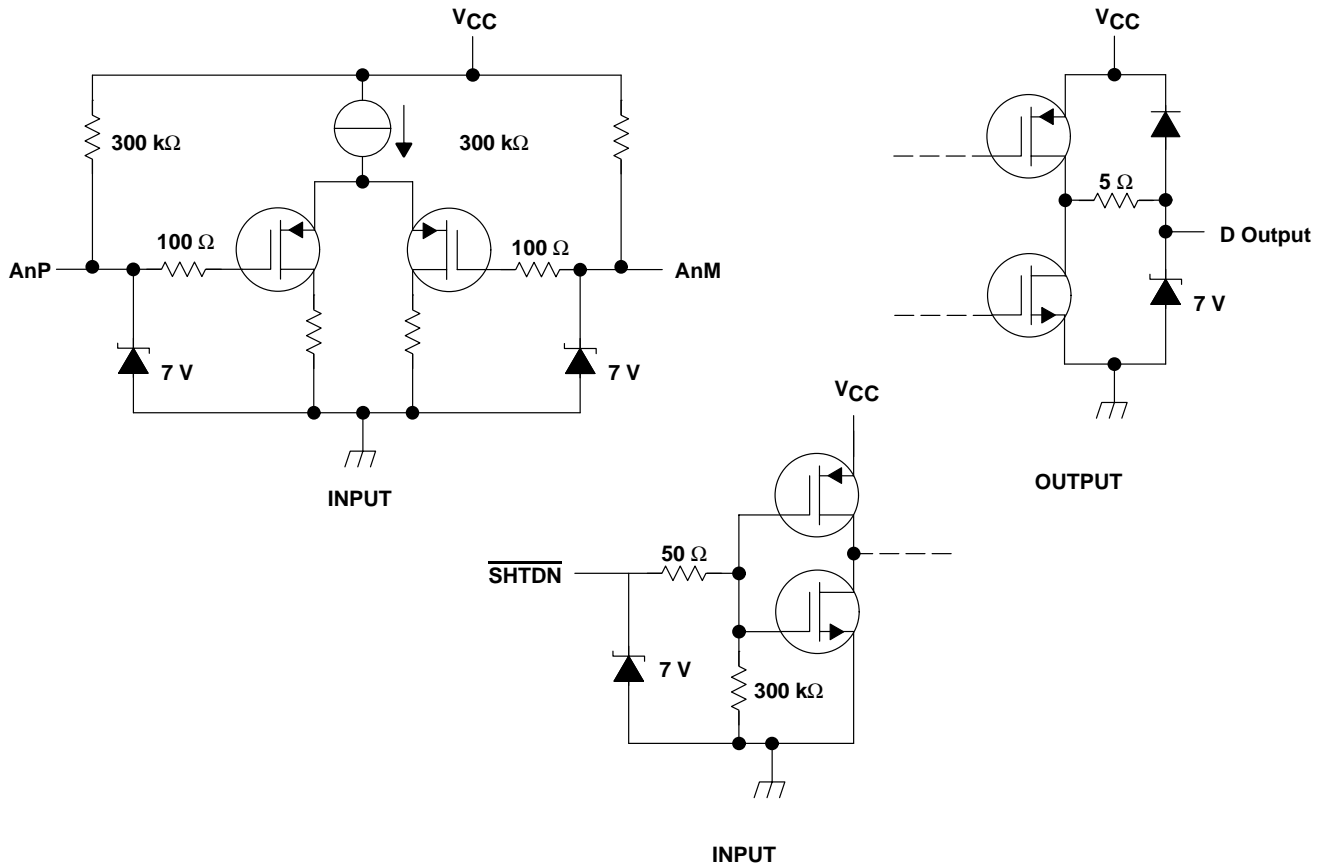 VCC
300 kΩ
300 kΩ
100 Ω
100 Ω
AnP
AnM
7 V
7 V
INPUT
VCC
5 Ω
D Output
7 V
OUTPUT
VCC
50 Ω
SHTDN
7 V
300 kΩ
INPUT